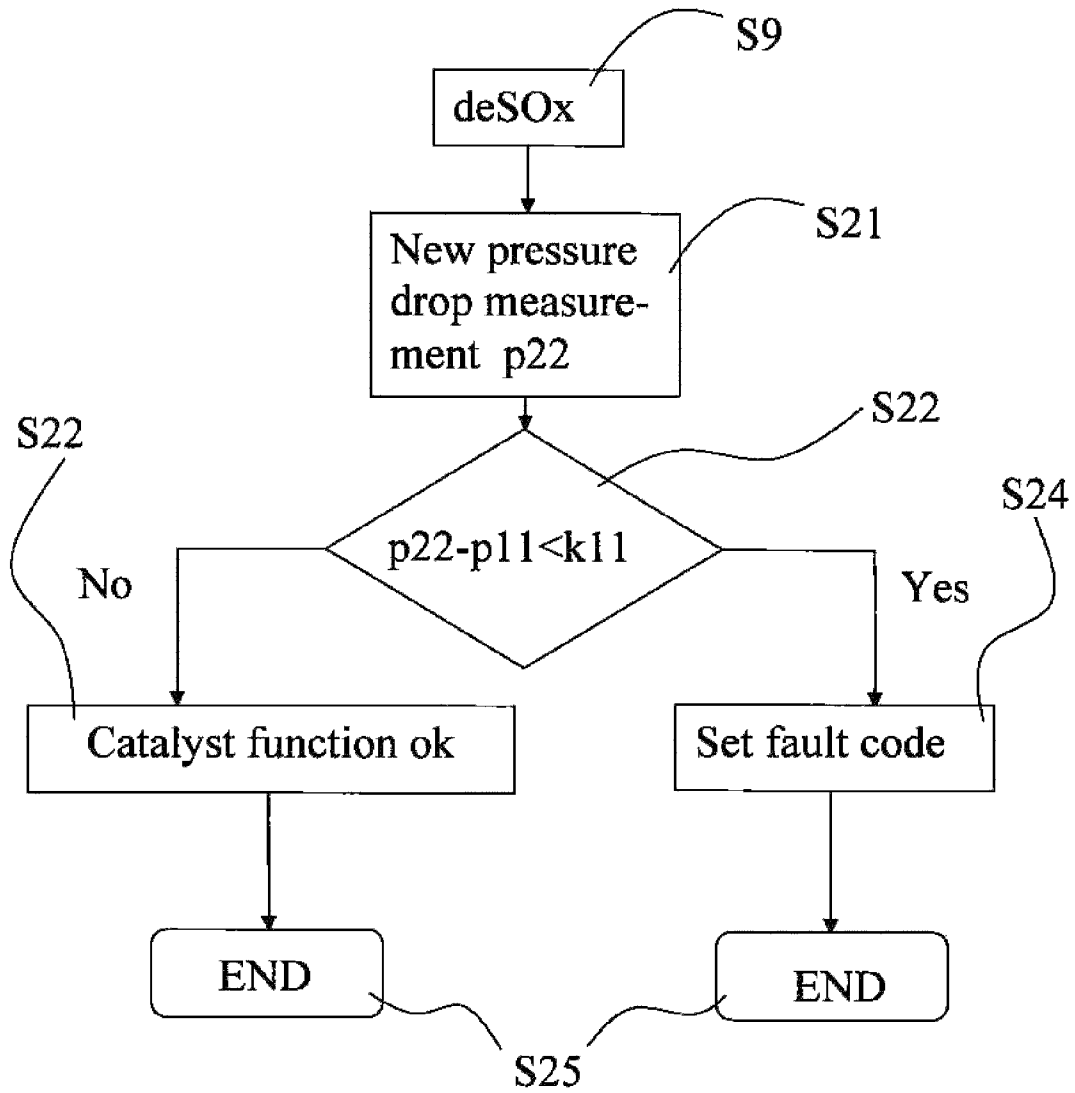 S9
deSOx
S21
New pressure
drop measure-
ment p22
S22
S22
S24
p22-p11<k11
No
Yes
Catalyst function ok
Set fault code
END
END
S25